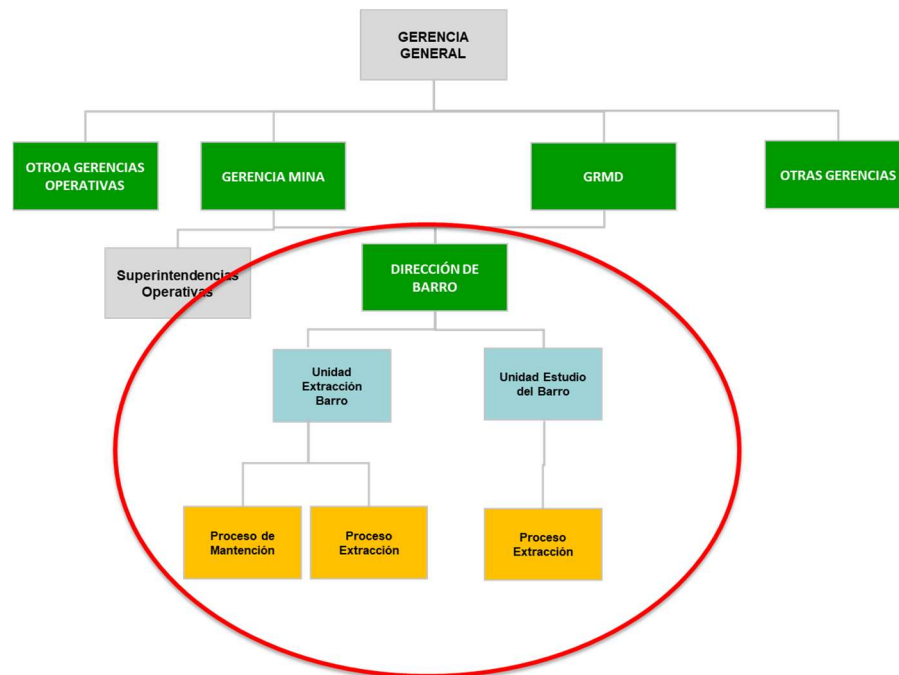 GERENCIA
GENERAL
OTROA GERENCIAS
OPERATIVAS
GERENCIA MINA
GRMD
OTRAS GERENCIAS
Superintendencias
Operativas
DIRECCIÓN DE
BARRO
Unidad
Extracción
Barro
Unidad Estudio
del Barro
Proceso de
Mantención
Proceso
Extracción
Proceso
Extracción